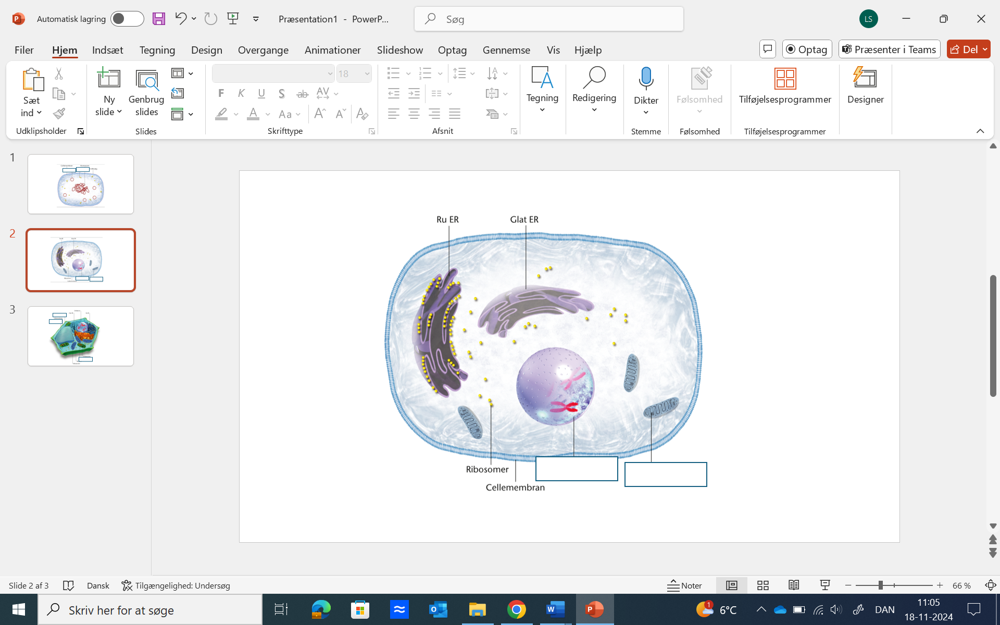 Automatisk lagring
Præsentation1 - PowerP...
Søg
LS
Filer Hjem Indsæt Tegning Design Overgange Animationer Slideshow Optag Gennemse Vis Hjælp
Optag Præsenter i Teams Del
Sæt ind
Udklipsholder
Ny slide
Genbrug slides
Slides
18
F K U S ab AV
A Aa A A A
Skrifttype
Afsnit
Tegning
Redigering
Dikter
Stemme
Følsomhed
Følsomhed
Tilføjelsesprogrammer
Tilføjelsesprogrammer
Designer
1
2
3
Ru ER Glat ER
Ribosomer
Cellemembran
Slide 2 af 3 Dansk Tilgængelighed: Undersøg
Noter 66 %
Skriv her for at søge
1 6°C DAN
11:05
18-11-2024